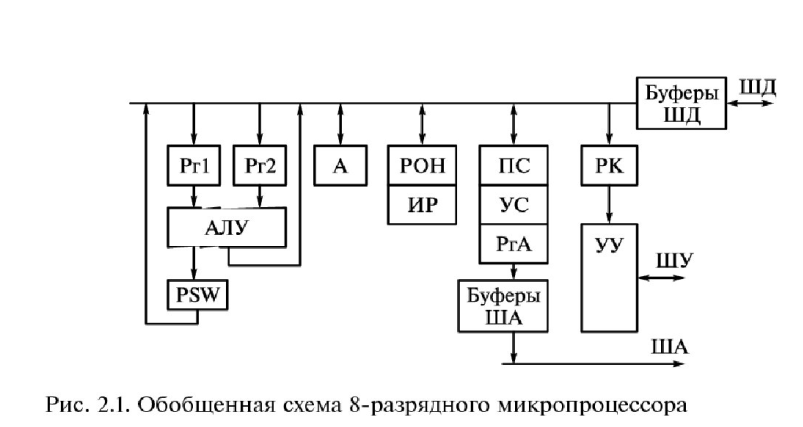 Буферы
ШД
ШД
Рг1
Рг2
А
РОН
ПС
РК
ИР
УС
АЛУ
РгА
УУ
ШУ
PSW
Буферы
ША
ША
Рис. 2.1. Обобщенная схема 8-разрядного микропроцессора